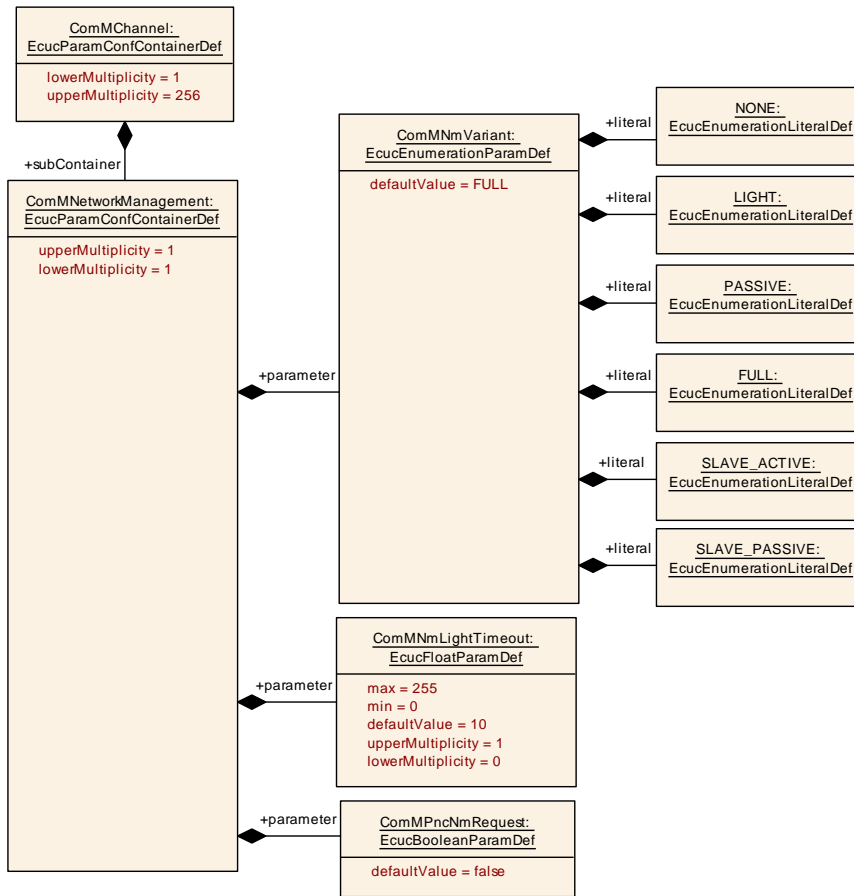 ComMChannel:
EcucParamConfContainerDef
lowerMultiplicity = 1
upperMultiplicity = 256
+subContainer
ComMNetworkManagement:
EcucParamConfContainerDef
upperMultiplicity = 1
lowerMultiplicity = 1
+parameter
ComMNmVariant:
EcucEnumerationParamDef
defaultValue = FULL
+literal
NONE:
EcucEnumerationLiteralDef
+literal
LIGHT:
EcucEnumerationLiteralDef
+literal
PASSIVE:
EcucEnumerationLiteralDef
+literal
FULL:
EcucEnumerationLiteralDef
+literal
SLAVE_ACTIVE:
EcucEnumerationLiteralDef
+literal
SLAVE_PASSIVE:
EcucEnumerationLiteralDef
+parameter
ComMNmLightTimeout:
EcucFloatParamDef
max = 255
min = 0
defaultValue = 10
upperMultiplicity = 1
lowerMultiplicity = 0
+parameter
ComMPncNmRequest:
EcucBooleanParamDef
defaultValue = false